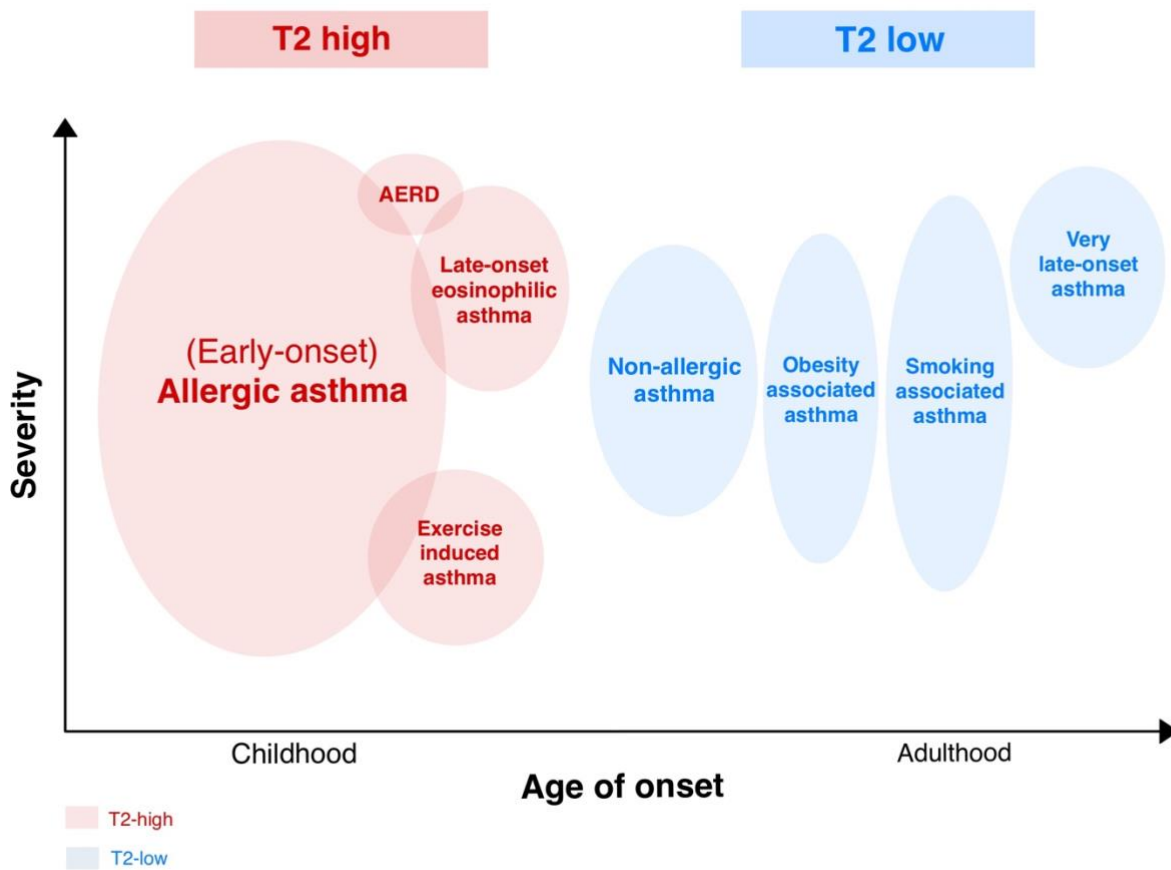 T2 high
T2 low
Severity
AERD
Late-onset
eosinophilic
asthma
(Early-onset)
Allergic asthma
Exercise
induced
asthma
Non-allergic
asthma
Obesity
associated
asthma
Smoking
associated
asthma
Very
late-onset
asthma
Childhood
Adulthood
Age of onset
T2-high
T2-low